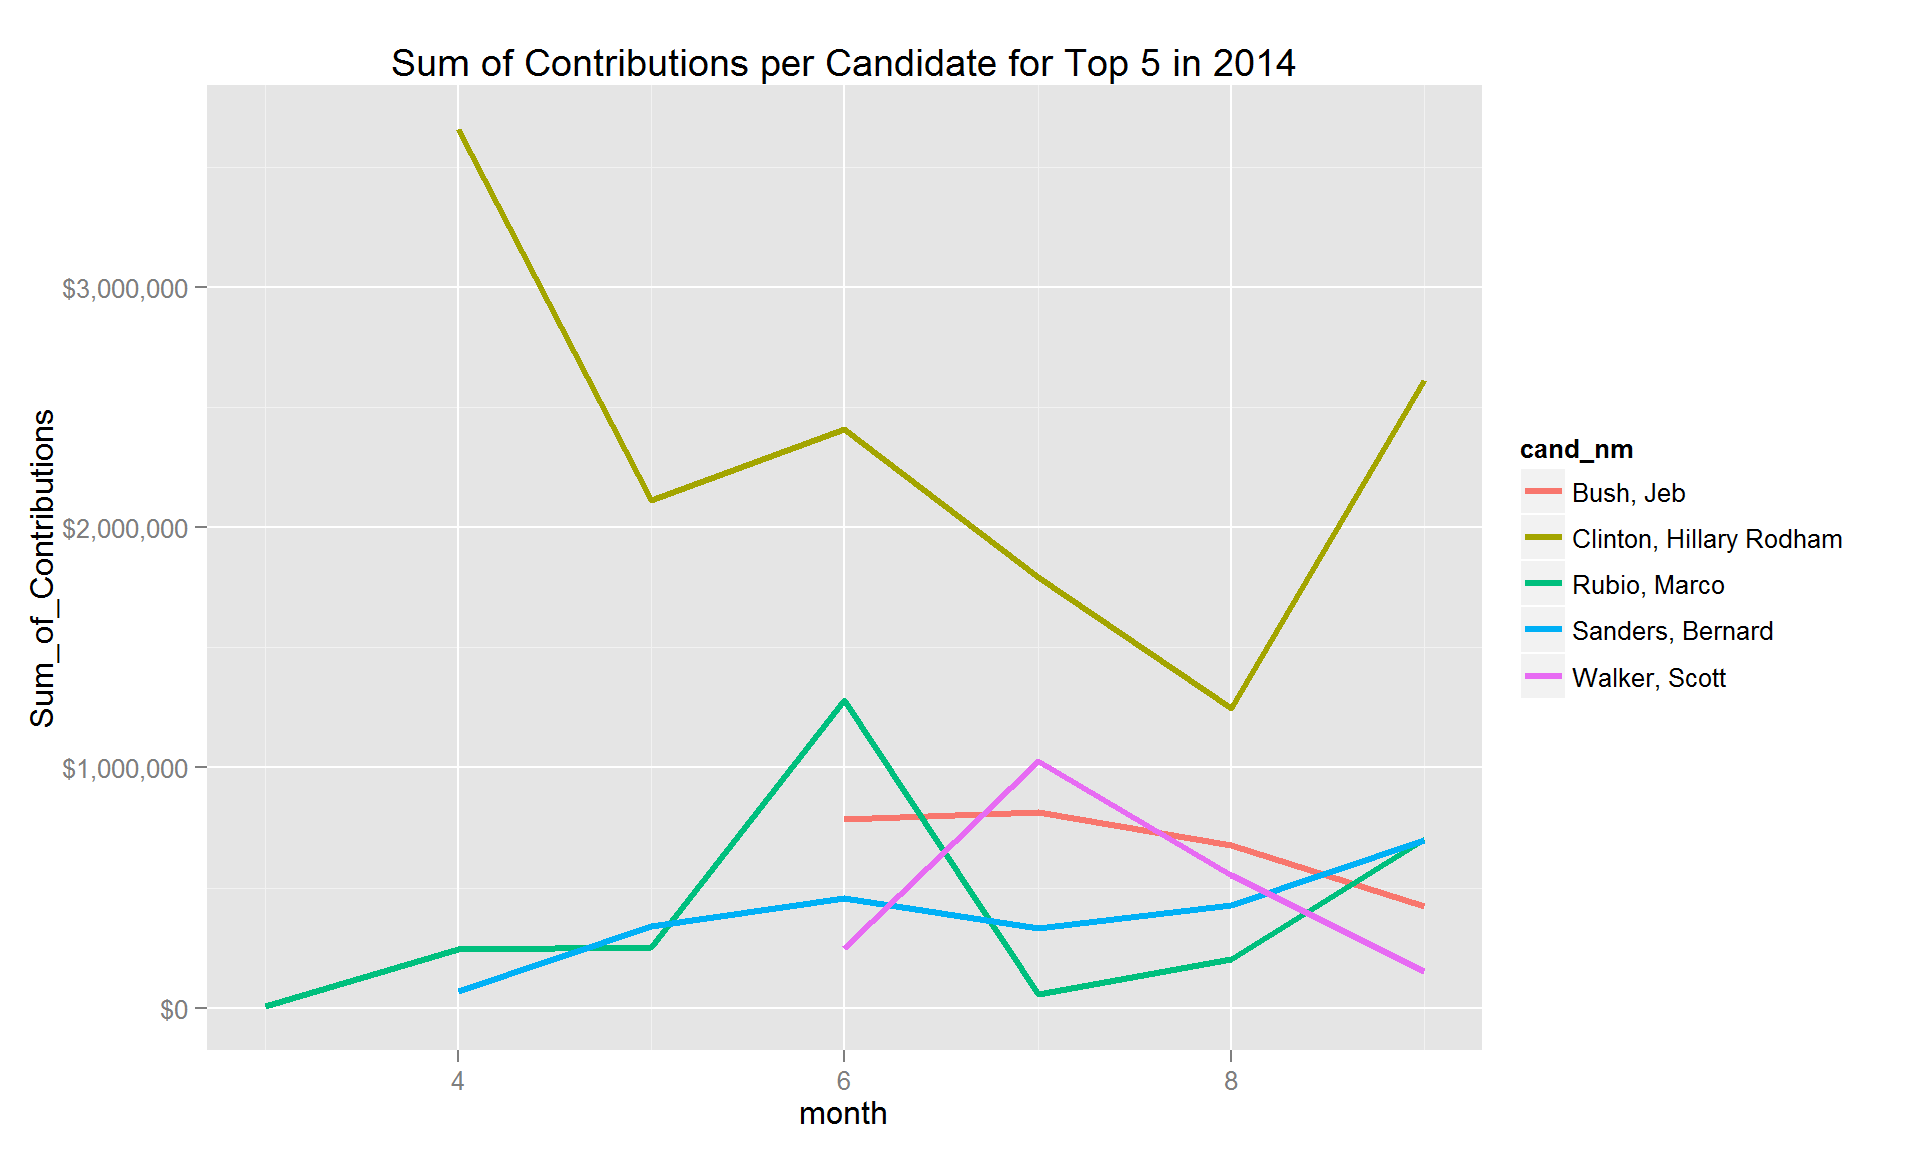 Sum of Contributions per Candidate for Top 5 in 2014
Sum_of_Contributions
$3,000,000
$2,000,000
$1,000,000
$0
4
6
8
month
cand_nm
Bush, Jeb
Clinton, Hillary Rodham
Rubio, Marco
Sanders, Bernard
Walker, Scott